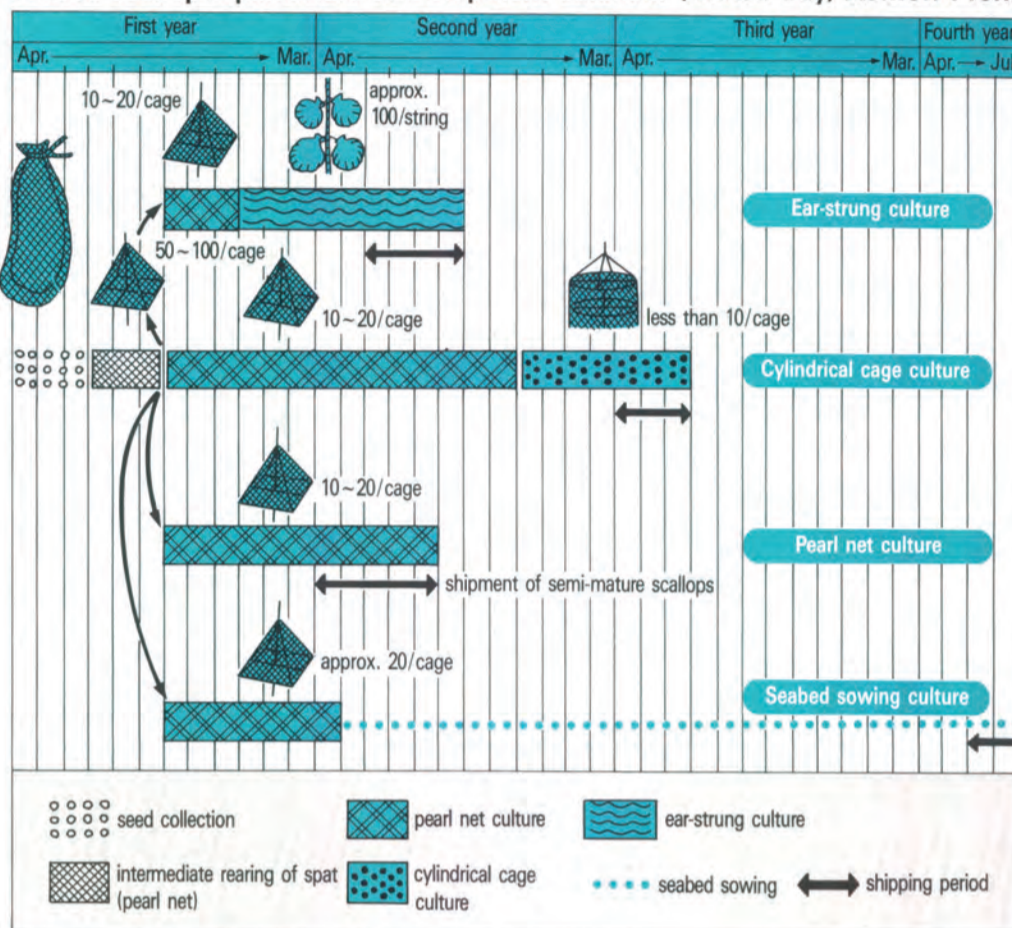 First year Second year Third year Fourth year
Apr. Mar. Apr. Mar. Apr. Mar. Apr. Jul
10~20/cage
approx.
100/string
Ear-strung culture
50~100/cage
10~20/cage
less than 10/cage
Cylindrical cage culture
10~20/cage
Pearl net culture
shipment of semi-mature scallops
approx. 20/cage
Seabed sowing culture
seed collection
pearl net culture
ear-strung culture
intermediate rearing of spat
(pearl net)
cylindrical cage
culture
seabed sowing
shipping period